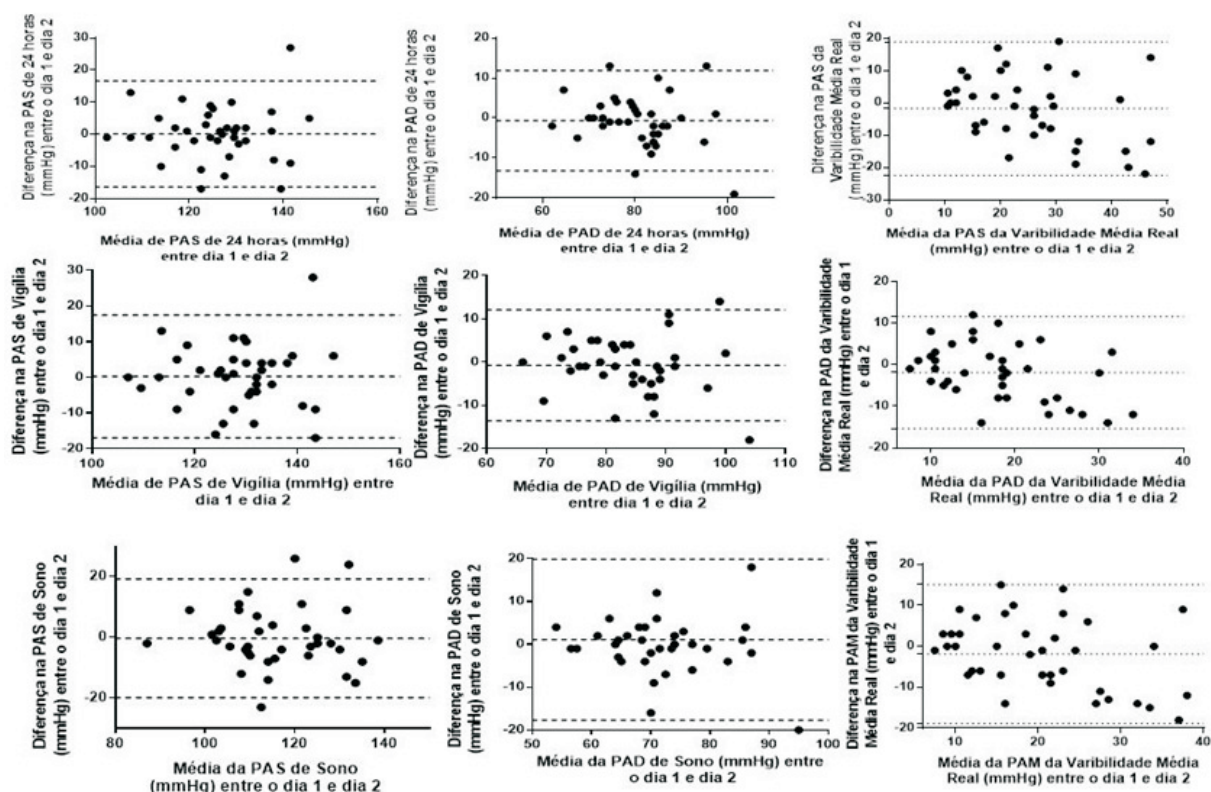 Diferença na PAS de 24 horas
(mmHg) entre o dia 1 e dia 2
30
20
10
0
-10
-20
100
120
140
160
Média de PAS de 24 horas (mmHg)
entre dia 1 e dia 2
Diferença na PAD de 24 horas
(mmHg) entre o dia 1 e dia 2
20
10
0
-10
-20
50
60
70
80
90
100
Média de PAD de 24 horas (mmHg)
entre dia 1 e dia 2
Diferença na PAS da
Varibilidade Média Real
(mmHg) entre o dia 1 e dia 2
20
10
0
-10
-20
-30
0
10
20
30
40
50
Média da PAS da Varibilidade Média Real
(mmHg) entre o dia 1 e dia 2
Diferença na PAS de Vigília
(mmHg) entre o dia 1 e dia 2
30
20
10
0
-10
-20
100
120
140
160
Média de PAS de Vigília (mmHg) entre
dia 1 e dia 2
Diferença na PAD de Vigília
(mmHg) entre o dia 1 e dia 2
20
10
0
-10
-20
60
70
80
90
100
110
Média de PAD de Vigília (mmHg)
entre dia 1 e dia 2
Diferença na PAD da Varibilidade
Média Real (mmHg) entre o dia 1
e dia 2
20
10
0
-10
-20
10
20
30
40
Média da PAD da Varibilidade Média
Real (mmHg) entre o dia 1 e dia 2
Diferença na PAS de Sono
(mmHg) entre o dia 1 e dia 2
20
0
-20
80
100
120
140
Média da PAS de Sono
(mmHg) entre o dia 1 e dia 2
Diferença na PAD de Sono
(mmHg) entre o dia 1 e dia 2
20
10
0
-10
-20
50
60
70
80
90
100
Média da PAD de Sono (mmHg) entre
o dia 1 e dia 2
Diferença na PAM da Varibilidade
Média Real (mmHg) entre o dia 1
e dia 2
20
10
0
-10
-20
10
20
30
40
Média da PAM da Varibilidade Média
Real (mmHg) entre o dia 1 e dia 2